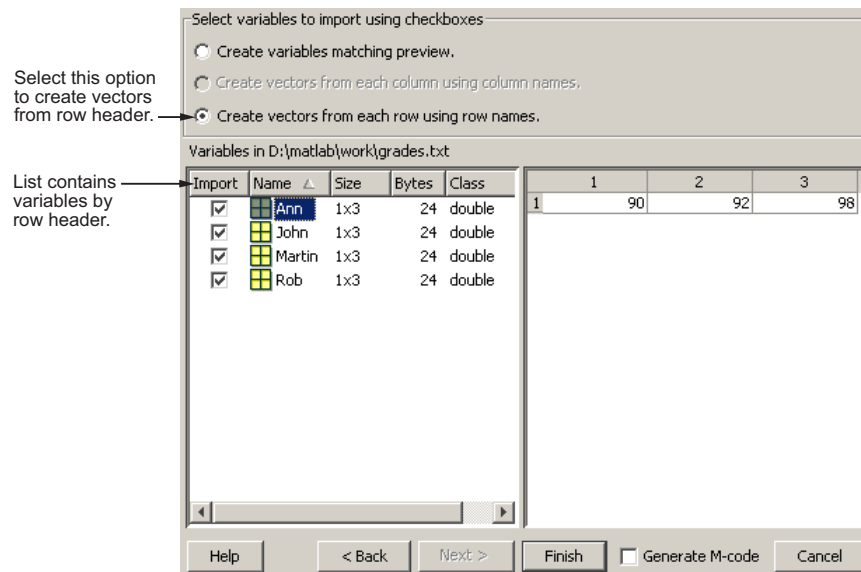 Select variables to import using checkboxes
Create variables matching preview.
Create vectors from each column using column names.
Create vectors from each row using row names.
Select this option
to create vectors
from row header.
Variables in D:\matlab\work\grades.txt
List contains
variables by
row header.
Import Name Size Bytes Class
Ann 1x3 24 double
John 1x3 24 double
Martin 1x3 24 double
Rob 1x3 24 double
1 2 3
1 90 92 98
Help < Back Next > Finish Generate M-code Cancel